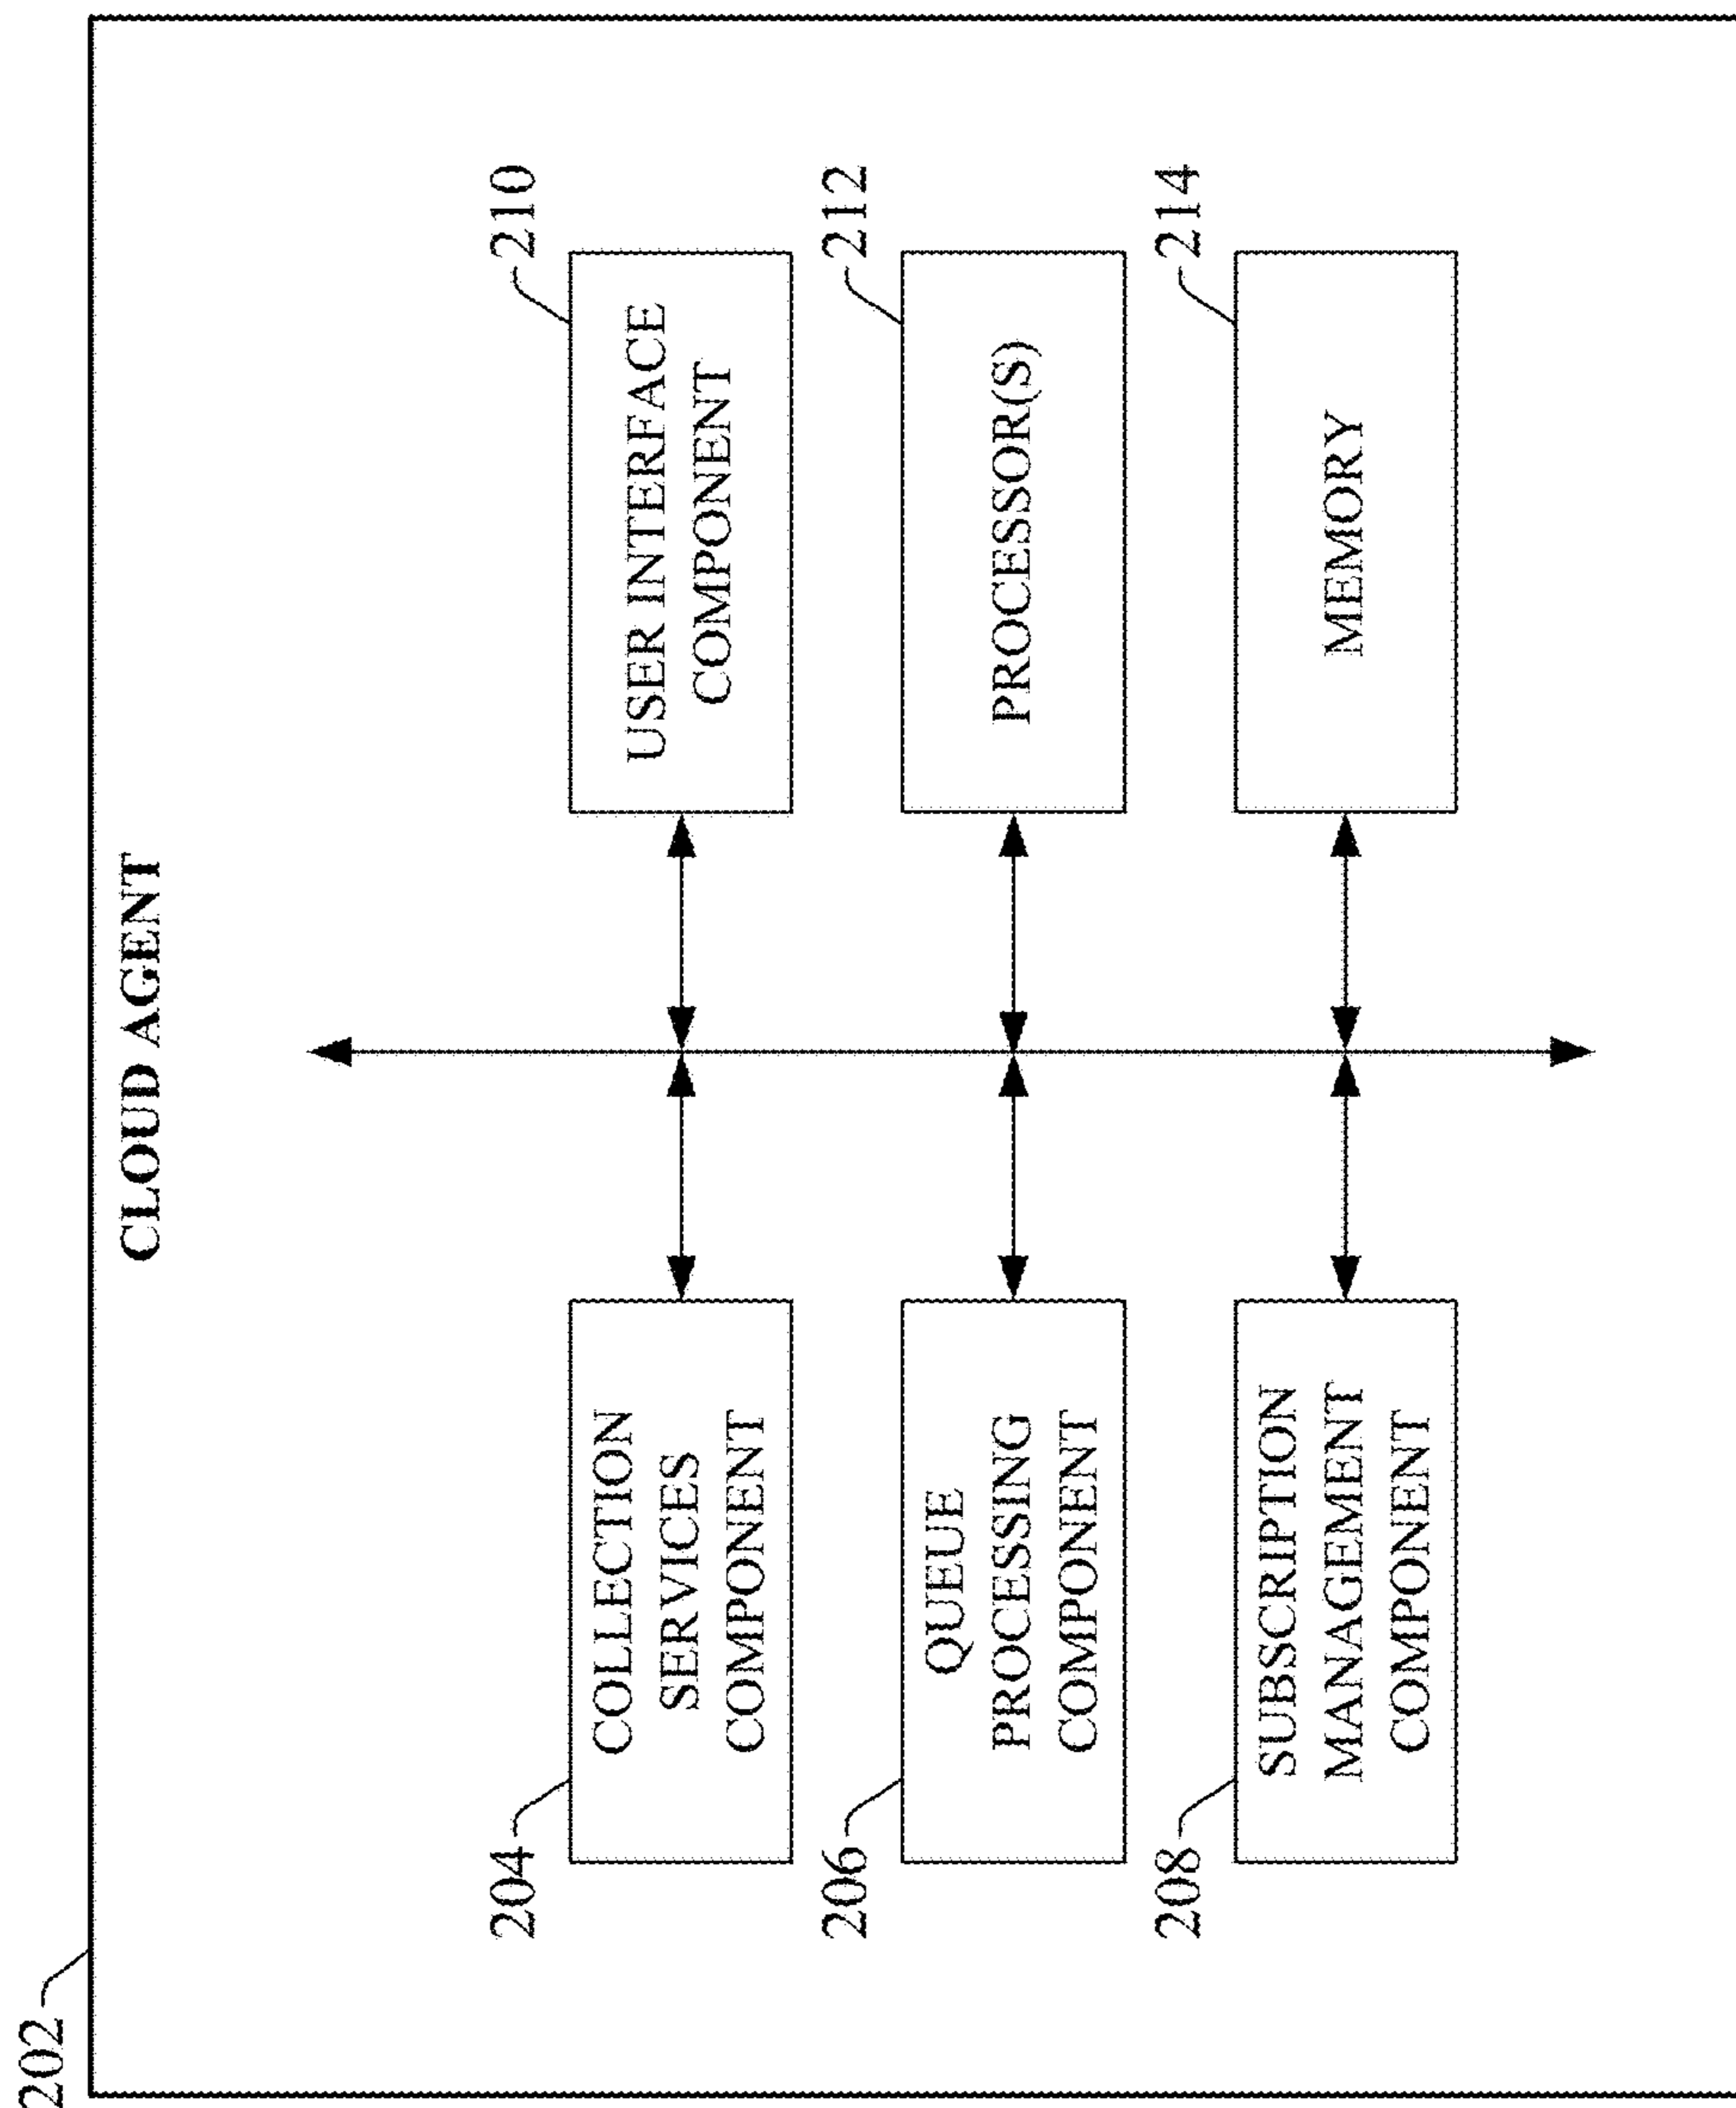 202
CLOUD AGENT
204
COLLECTION
SERVICES
COMPONENT
210
USER INTERFACE
COMPONENT
206
QUEUE
PROCESSING
COMPONENT
212
PROCESSOR(S)
208
SUBSCRIPTION
MANAGEMENT
COMPONENT
214
MEMORY